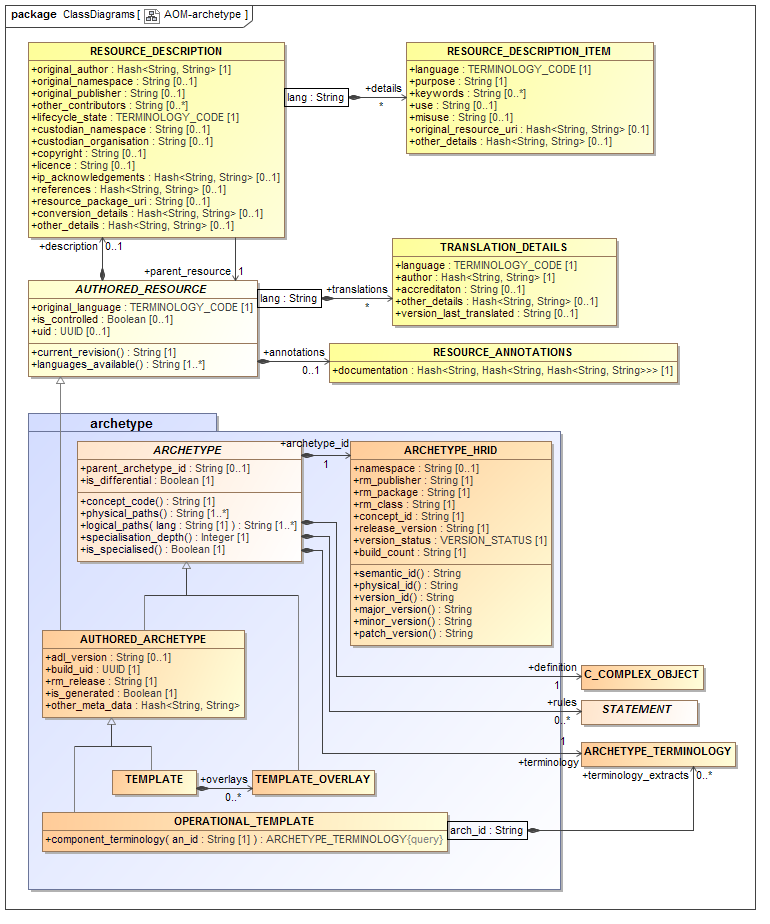 package ClassDiagrams [ AOM-archetype ]
RESOURCE_DESCRIPTION
+original_author : Hash<String, String> [1]
+original_namespace : String [0..1]
+original_publisher : String [0..1]
+other_contributors : String [0..*]
+lifecycle_state : TERMINOLOGY_CODE [1]
+custodian_namespace : String [0..1]
+custodian_organisation : String [0..1]
+copyright : String [0..1]
+licence : String [0..1]
+ip_acknowledgements : Hash<String, String> [0..1]
+references : Hash<String, String> [0..1]
+resource_package_uri : String [0..1]
+conversion_details : Hash<String, String> [0..1]
+other_details : Hash<String, String> [0..1]
lang : String
+details
*
RESOURCE_DESCRIPTION_ITEM
+language : TERMINOLOGY_CODE [1]
+purpose : String [1]
+keywords : String [0..*]
+use : String [0..1]
+misuse : String [0..1]
+original_resource_uri : Hash<String, String> [0.1]
+other_details : Hash<String, String> [0..1]
+description 0..1
+parent_resource 1
AUTHORED_RESOURCE
+original_language : TERMINOLOGY_CODE [1]
+is_controlled : Boolean [0..1]
+uid : UUID [0..1]
+current_revision() : String [1]
+languages_available() : String [1..*]
lang : String
+translations
*
TRANSLATION_DETAILS
+language : TERMINOLOGY_CODE [1]
+author : Hash<String, String> [1]
+accreditaton : String [0..1]
+other_details : Hash<String, String> [0..1]
+version_last_translated : String [0..1]
+annotations
0..1
RESOURCE_ANNOTATIONS
+documentation : Hash<String, Hash<String, Hash<String, String>>> [1]
archetype
ARCHETYPE
+parent_archetype_id : String [0..1]
+is_differential : Boolean [1]
+concept_code() : String [1]
+physical_paths() : String [1..*]
+logical_paths( lang : String [1] ) : String [1..*]
+specialisation_depth() : Integer [1]
+is_specialised() : Boolean [1]
+archetype_id
1
ARCHETYPE_HRID
+namespace : String [0..1]
+rm_publisher : String [1]
+rm_package : String [1]
+rm_class : String [1]
+concept_id : String [1]
+release_version : String [1]
+version_status : VERSION_STATUS [1]
+build_count : String [1]
+semantic_id() : String
+physical_id() : String
+version_id() : String
+major_version() : String
+minor_version() : String
+patch_version() : String
AUTHORED_ARCHETYPE
+adl_version : String [0..1]
+build_uid : UUID [1]
+rm_release : String [1]
+is_generated : Boolean [1]
+other_meta_data : Hash<String, String>
+definition
1
C_COMPLEX_OBJECT
+rules
0..*
STATEMENT
1
+terminology
ARCHETYPE_TERMINOLOGY
+terminology_extracts 0..*
TEMPLATE
+overlays
0..*
TEMPLATE_OVERLAY
OPERATIONAL_TEMPLATE
+component_terminology( an_id : String [1] ) : ARCHETYPE_TERMINOLOGY{query}
arch_id : String